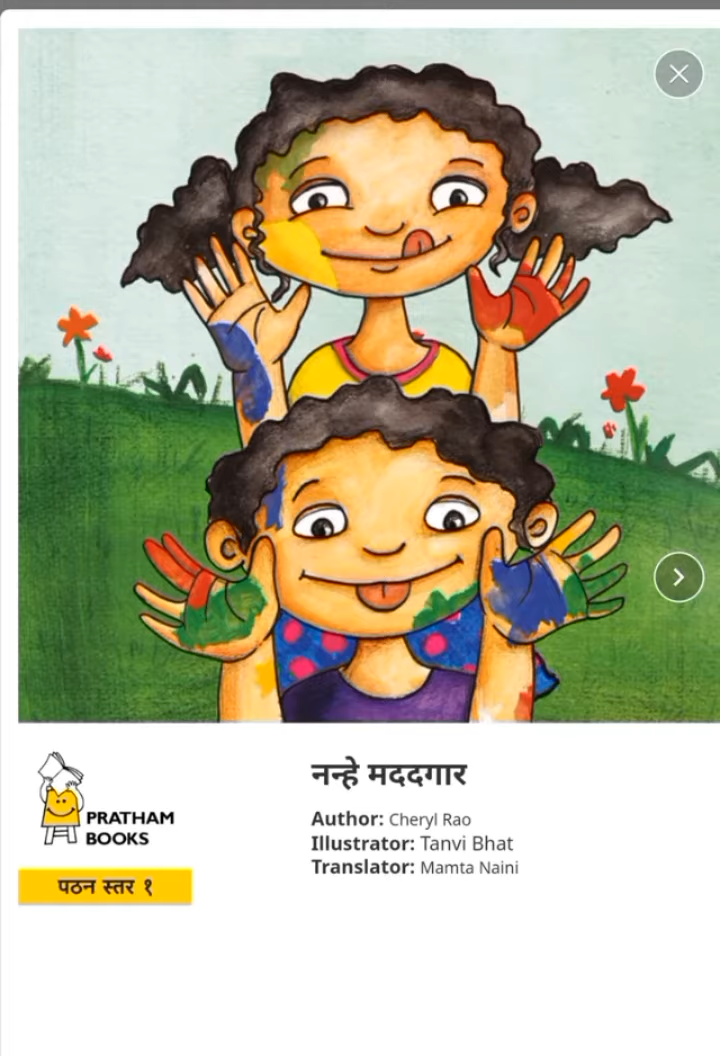 PRATHAM
BOOKS
पठन स्तर १
नन्हे मददगार
Author: Cheryl Rao
Illustrator: Tanvi Bhat
Translator: Mamta Naini